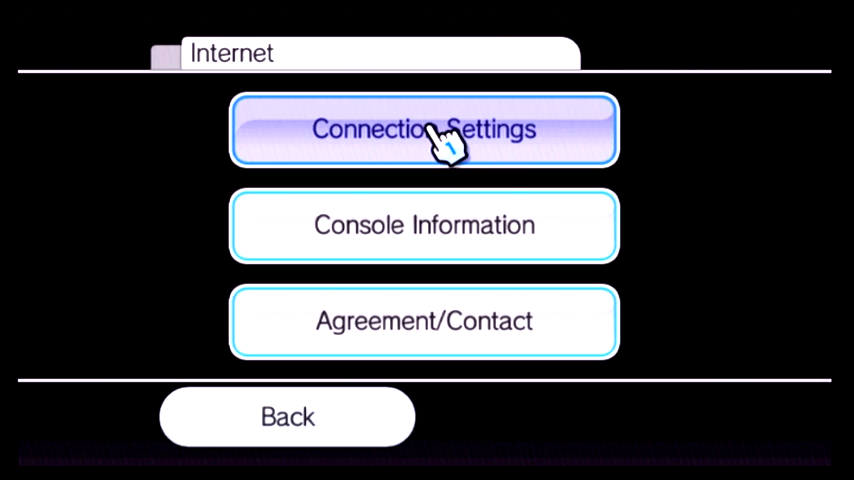 Internet
Connection Settings
Console Information
Agreement/Contact
Back